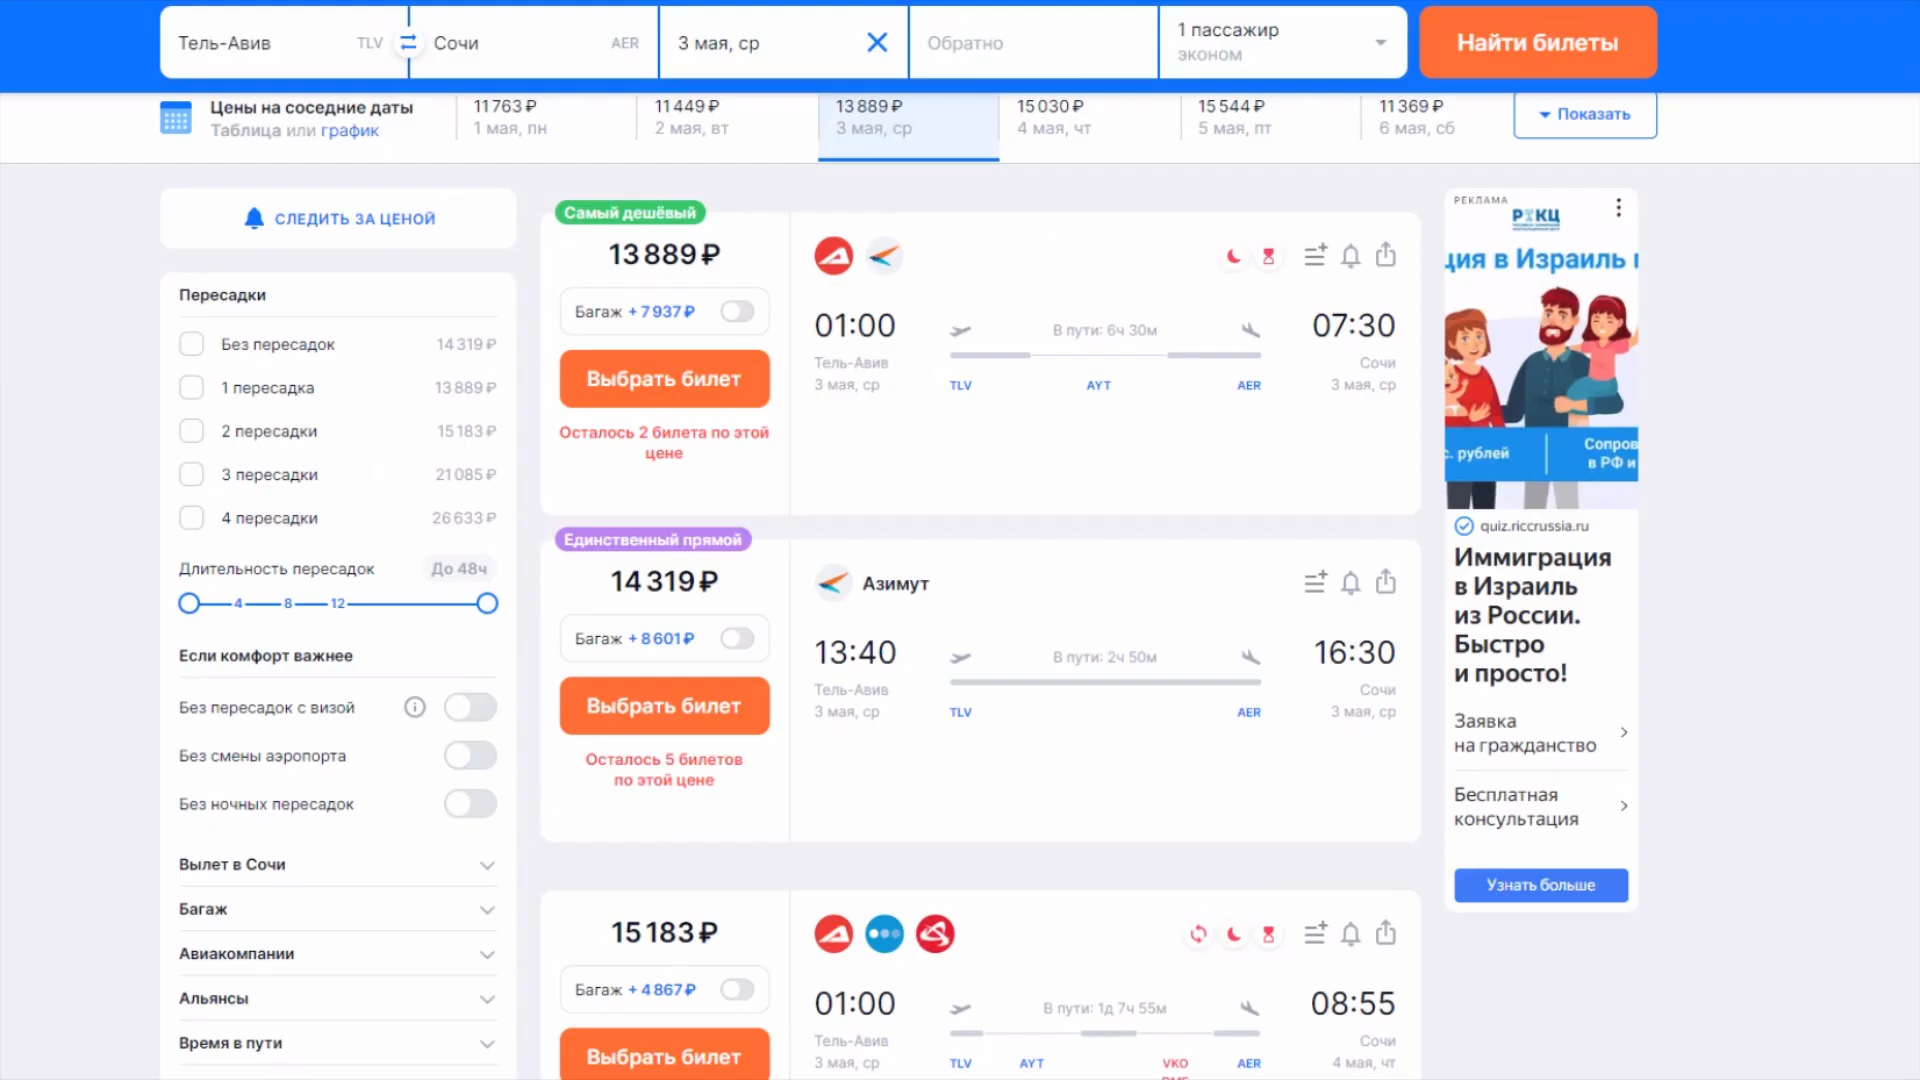 Тель-Авив TLV
Сочи AER
3 мая, ср
Обратно
1 пассажир
эконом
Найти билеты
Цены на соседние даты
Таблица или график
11 763 ₽
1 мая, пн
11 449 ₽
2 мая, вт
13 889 ₽
3 мая, ср
15 030 ₽
4 мая, чт
15 544 ₽
5 мая, пт
11 369 ₽
6 мая, сб
Показать
СЛЕДИТЬ ЗА ЦЕНОЙ
Пересадки
Без пересадок 14 319 ₽
1 пересадка 13 889 ₽
2 пересадки 15 183 ₽
3 пересадки 21 085 ₽
4 пересадки 26 633 ₽
Длительность пересадок До 48ч
4 8 12
Если комфорт важнее
Без пересадок с визой
Без смены аэропорта
Без ночных пересадок
Вылет в Сочи
Багаж
Авиакомпании
Альянсы
Время в пути
Самый дешёвый
13 889 ₽
Багаж + 7 937 ₽
Выбрать билет
Осталось 2 билета по этой
цене
01:00
Тель-Авив
3 мая, ср
В пути: 6ч 30м
TLV AYT AER
07:30
Сочи
3 мая, ср
Единственный прямой
14 319 ₽
Багаж + 8 601 ₽
Выбрать билет
Осталось 5 билетов
по этой цене
Азимут
13:40
Тель-Авив
3 мая, ср
В пути: 2ч 50м
TLV AER
16:30
Сочи
3 мая, ср
15 183 ₽
Багаж + 4 867 ₽
Выбрать билет
01:00
Тель-Авив
3 мая, ср
В пути: 1д 7ч 55м
TLV AYT VKO AER
08:55
Сочи
4 мая, чт
РЕКЛАМА
РИКЦ
ция в Израиль
с. рублей
Сопров
в РФ и
quiz.riccrussia.ru
Иммиграция
в Израиль
из России.
Быстро
и просто!
Заявка
на гражданство
Бесплатная
консультация
Узнать больше